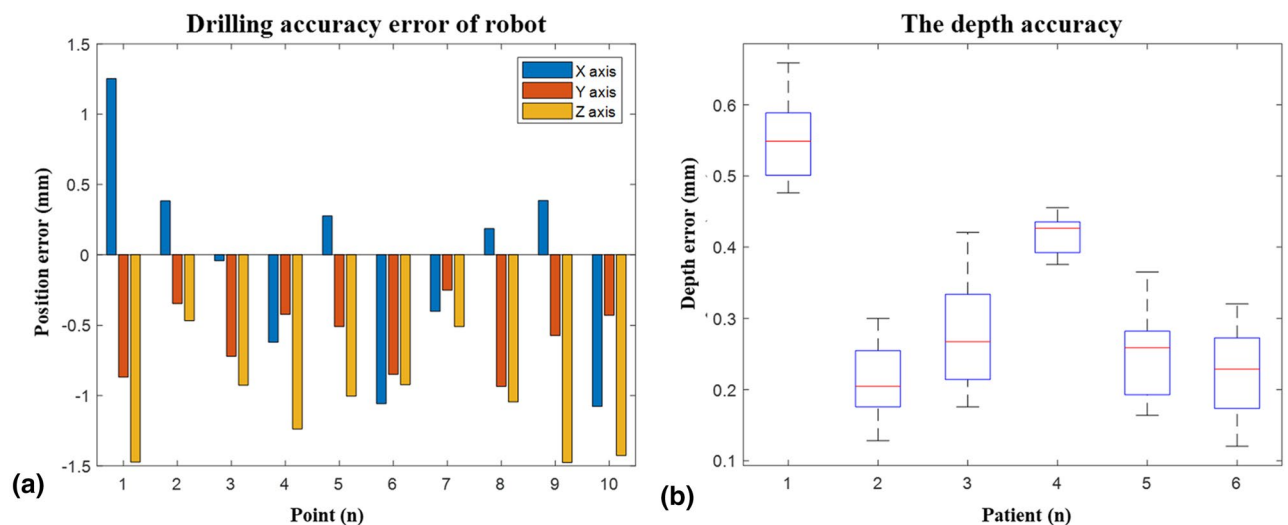 Drilling accuracy error of robot
1.5
1
0.5
0
-0.5
-1
-1.5
Position error (mm)
X axis
Y axis
Z axis
1 2 3 4 5 6 7 8 9 10
Point (n)
(a)
The depth accuracy
0.6
0.5
0.4
0.3
0.2
0.1
Depth error (mm)
1 2 3 4 5 6
Patient (n)
(b)